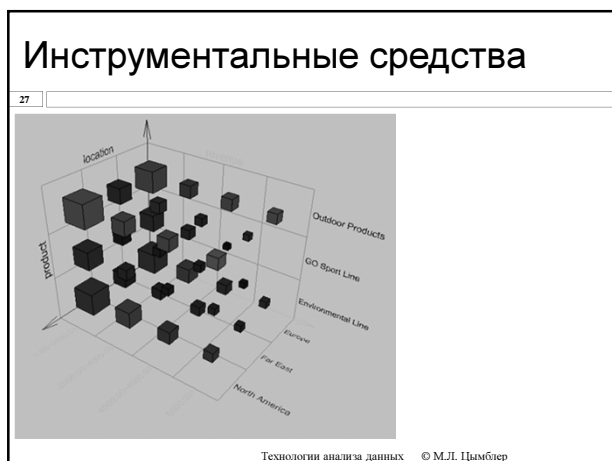 Инструментальные средства
27
location
product
Outdoor Products
GO Sport Line
Environmental Line
Europe
Far East
North America
Технологии анализа данных © М.Л. Цымблер